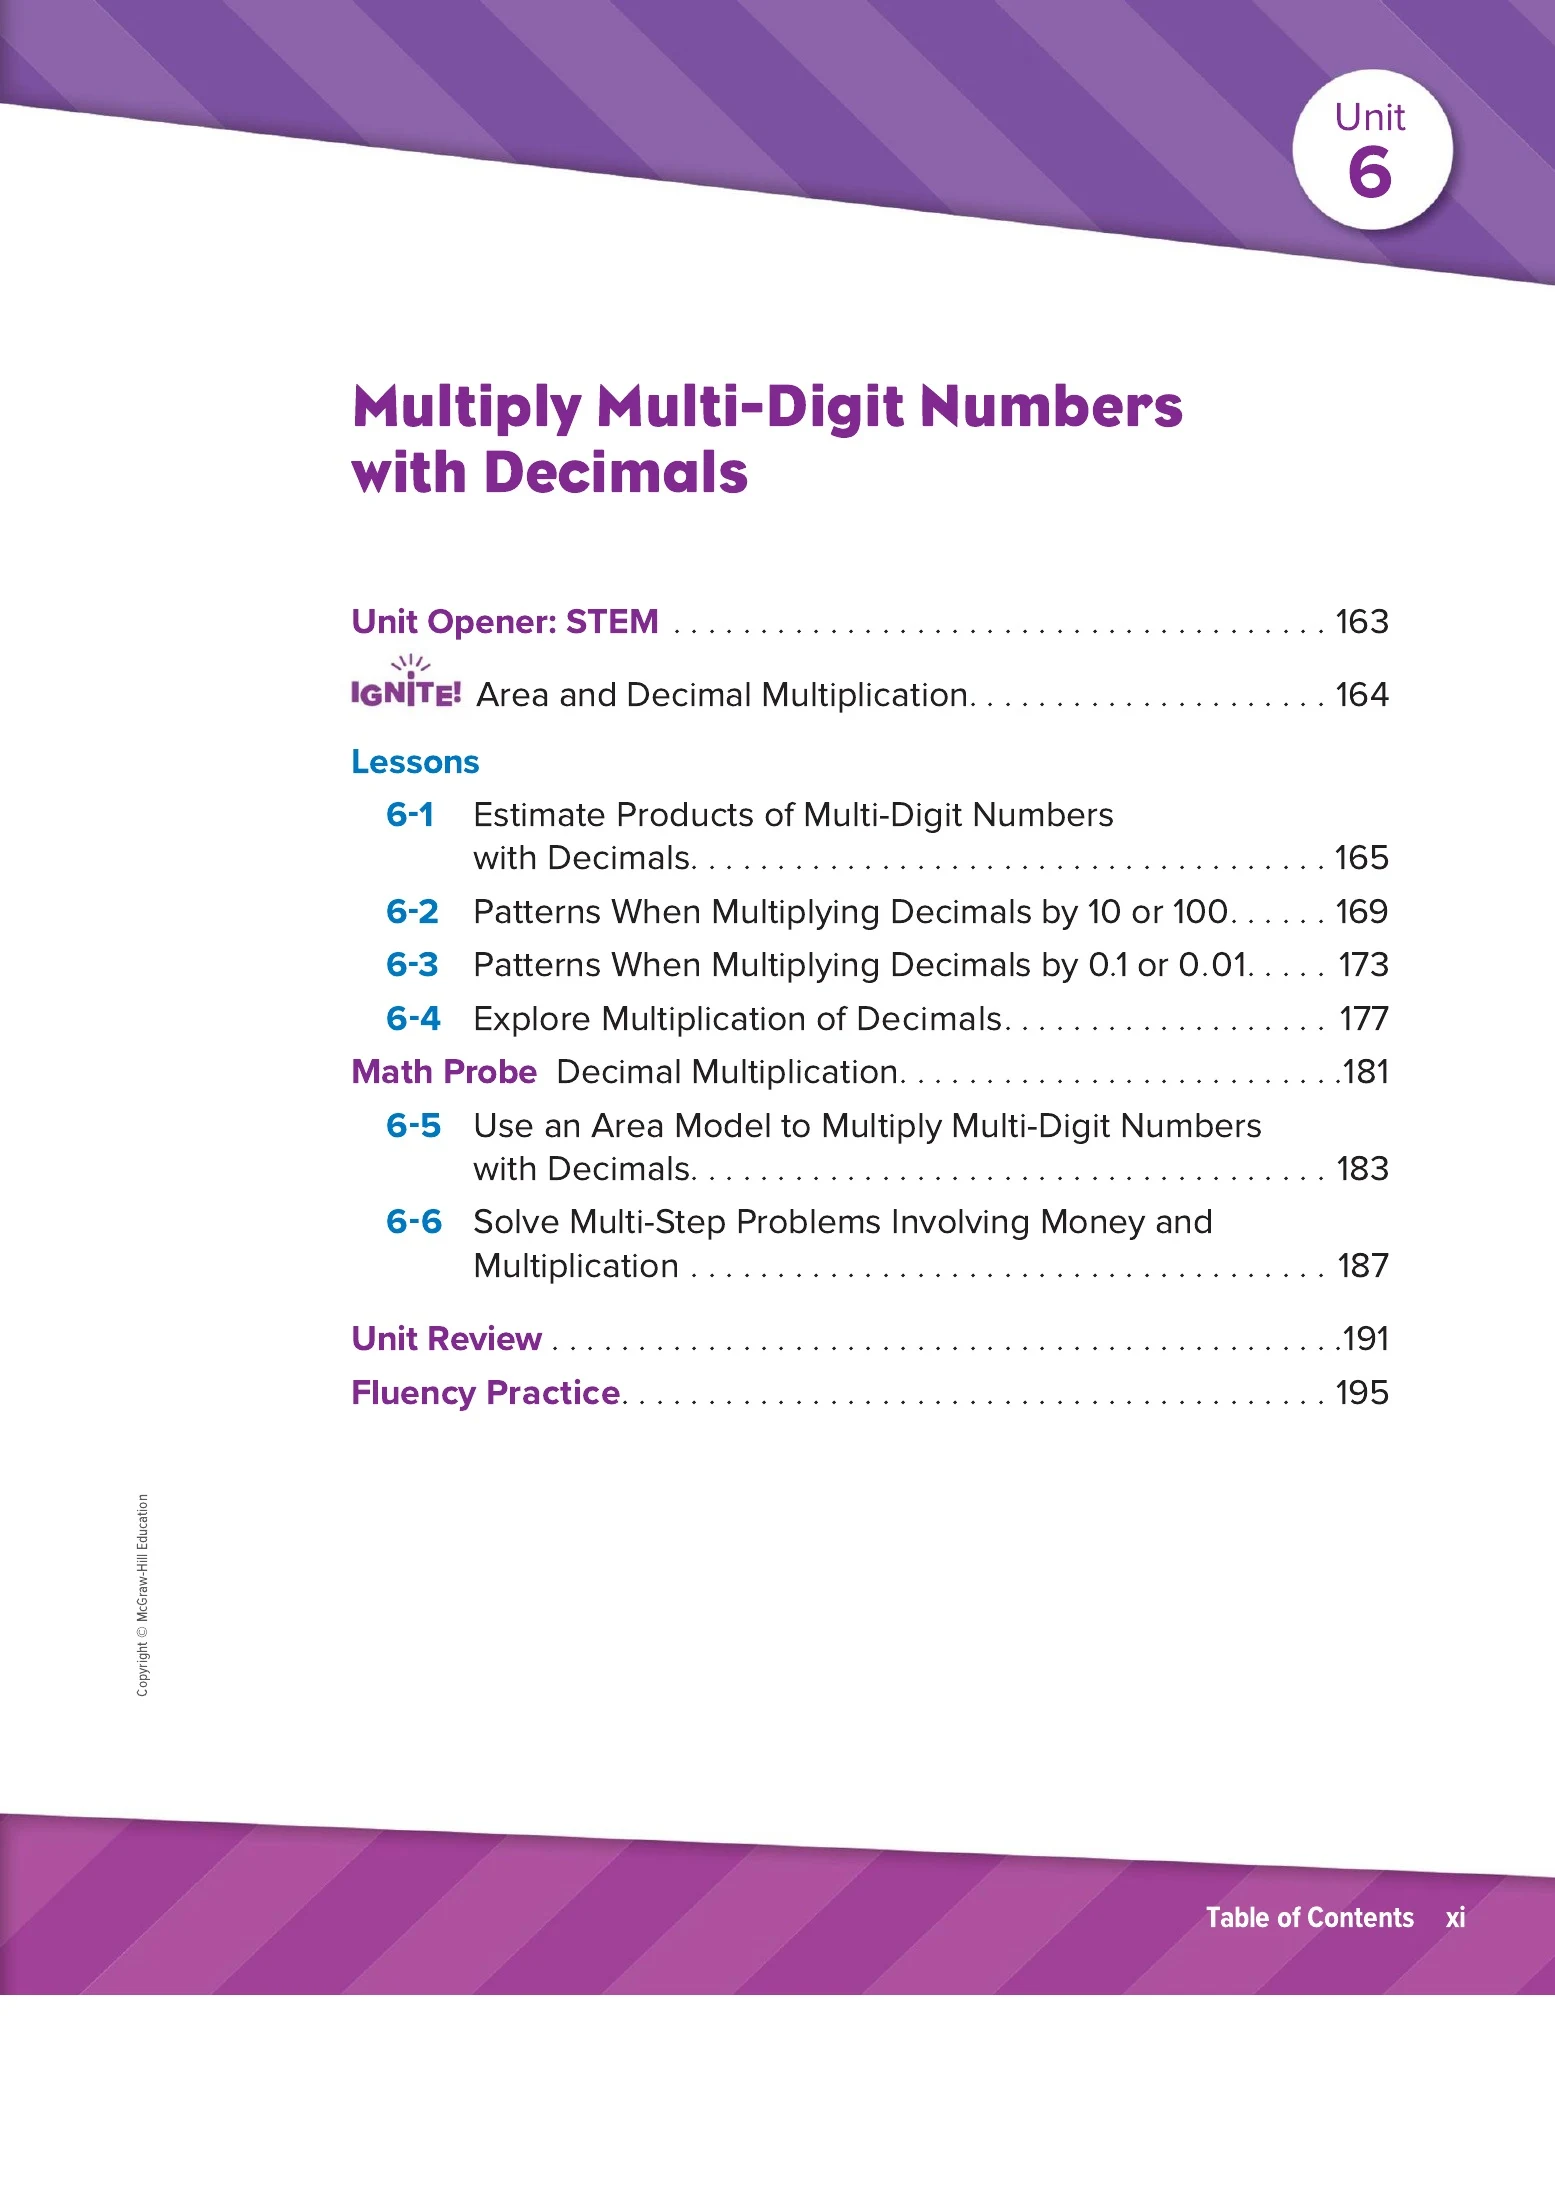 Unit
6
Multiply Multi-Digit Numbers
with Decimals
Unit Opener: STEM . . . . . . . . . . . . . . . . . . . . . . . . . . . . . . . . . . . . . . 163
IGNITE! Area and Decimal Multiplication. . . . . . . . . . . . . . . . . . . . . 164
Lessons
6-1 Estimate Products of Multi-Digit Numbers
with Decimals. . . . . . . . . . . . . . . . . . . . . . . . . . . . . . . . . . . . . 165
6-2 Patterns When Multiplying Decimals by 10 or 100. . . . . . 169
6-3 Patterns When Multiplying Decimals by 0.1 or 0.01. . . . . 173
6-4 Explore Multiplication of Decimals. . . . . . . . . . . . . . . . . . . 177
Math Probe Decimal Multiplication. . . . . . . . . . . . . . . . . . . . . . . . . .181
6-5 Use an Area Model to Multiply Multi-Digit Numbers
with Decimals. . . . . . . . . . . . . . . . . . . . . . . . . . . . . . . . . . . . . 183
6-6 Solve Multi-Step Problems Involving Money and
Multiplication . . . . . . . . . . . . . . . . . . . . . . . . . . . . . . . . . . . . . 187
Unit Review . . . . . . . . . . . . . . . . . . . . . . . . . . . . . . . . . . . . . . . . . . . . . .191
Fluency Practice. . . . . . . . . . . . . . . . . . . . . . . . . . . . . . . . . . . . . . . . . 195
Copyright © McGraw-Hill Education
Table of Contents xi